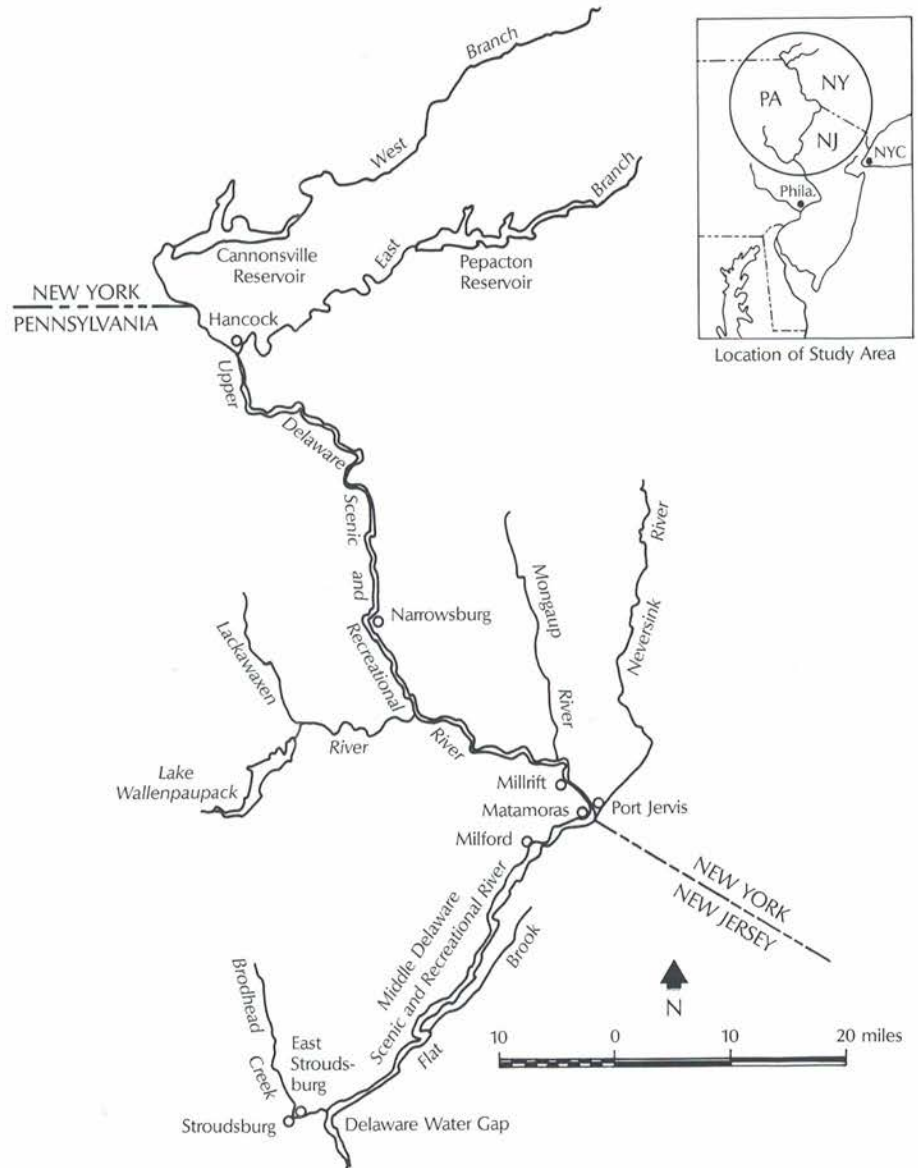 Branch
West
NY
PA
NJ
NYC
Phila.
Location of Study Area
Branch
East
Cannonsville
Reservoir
Pepacton
Reservoir
NEW YORK
PENNSYLVANIA
Hancock
Upper
Delaware
Scenic
and
Recreational
River
Narrowsburg
Mongaup
River
River
Neversink
Lackawaxen
River
Lake
Wallenpaupack
Millrift
Matamoras
Port Jervis
Milford
NEW YORK
NEW JERSEY
Middle Delaware
Scenic and Recreational River
Brook
Flat
Brodhead
Creek
East
Strouds-
burg
Stroudsburg
Delaware Water Gap
N
10 0 10 20 miles